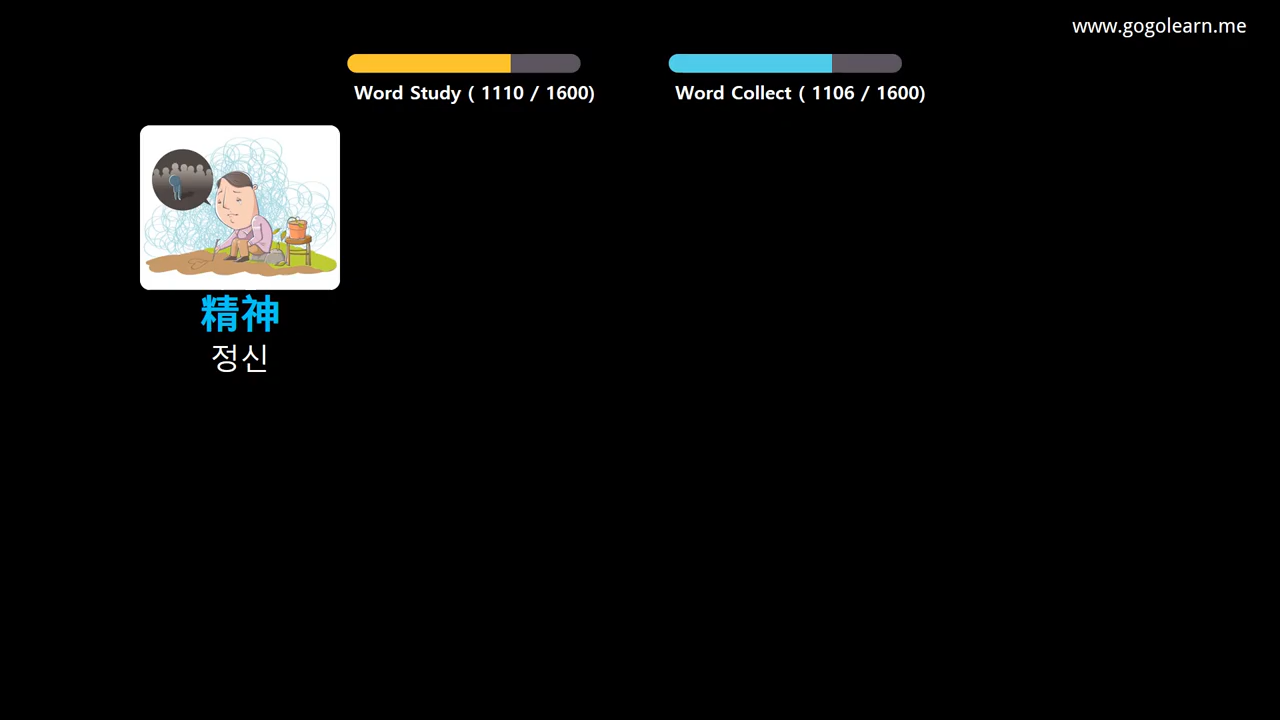 www.gogolearn.me
Word Study ( 1110 / 1600)
Word Collect ( 1106 / 1600)
精神
정신